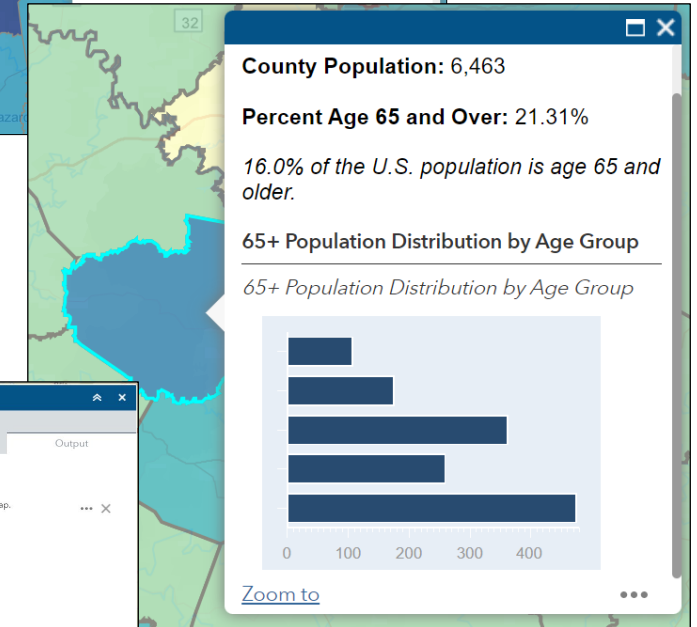 32
County Population: 6,463
Percent Age 65 and Over: 21.31%
16.0% of the U.S. population is age 65 and
older.
65+ Population Distribution by Age Group
65+ Population Distribution by Age Group
0 100 200 300 400
Zoom to
Output